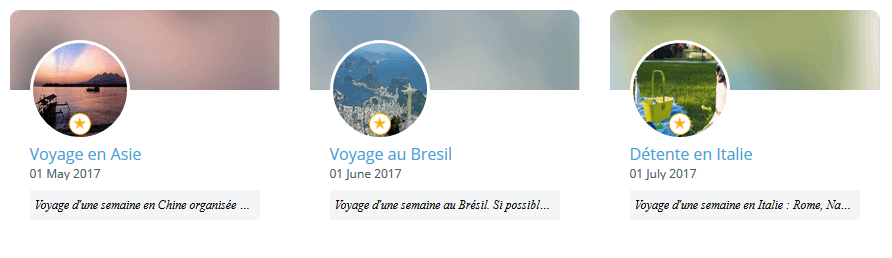 Voyage en Asie
01 May 2017
Voyage d'une semaine en Chine organisée ...
Voyage au Bresil
01 June 2017
Voyage d'une semaine au Brésil. Si possibl...
Détente en Italie
01 July 2017
Voyage d'une semaine en Italie : Rome, Na...